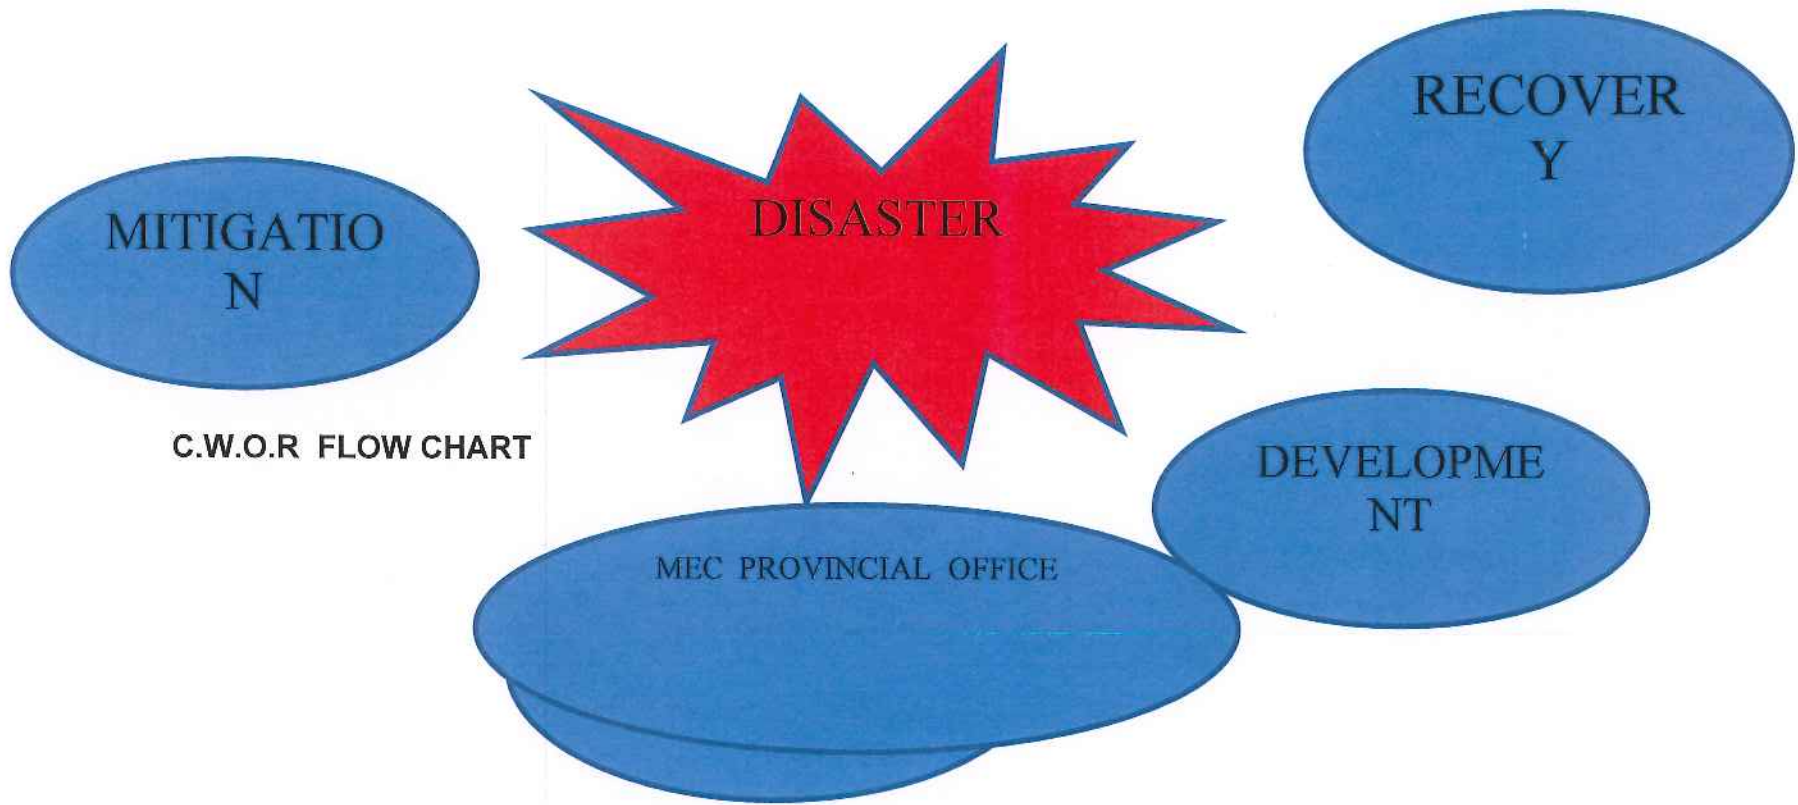 RECOVER
Y
MITIGATIO
N
DISASTER
C.W.O.R FLOW CHART
DEVELOPME
NT
MEC PROVINCIAL OFFICE